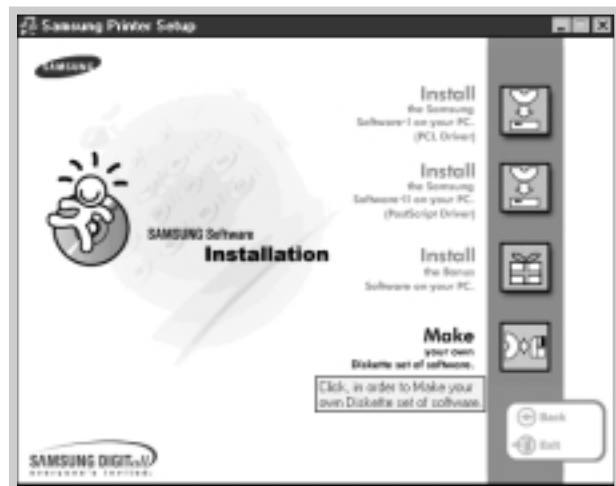 Samsung Printer Setup
SAMSUNG
Install
the Samsung
Software-I on your PC.
(PCL Driver)
Install
the Samsung
Software-II on your PC.
(PostScript Driver)
SAMSUNG Software
Installation
Install
the Bonus
Software on your PC.
Make
your own
Diskette set of software.
Click, in order to Make your
own Diskette set of software.
Back
Exit
SAMSUNG DIGITall
everyone's invited.